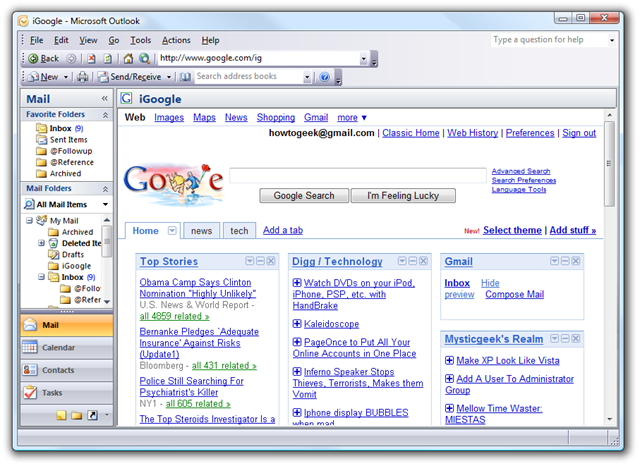 iGoogle - Microsoft Outlook
File Edit View Go Tools Actions Help
Type a question for help
Back http://www.google.com/ig
New Send/Receive Search address books
Mail
iGoogle
Favorite Folders
Inbox (9)
Sent Items
@Followup
@Reference
Archived
Mail Folders
All Mail Items
My Mail
Archived
Deleted Ite
Drafts
iGoogle
Inbox (9)
@Follo
@Refer
Mail
Calendar
Contacts
Tasks
Web Images Maps News Shopping Gmail more ▼
howtogeek@gmail.com | Classic Home | Web History | Preferences | Sign out
Google
Advanced Search
Search Preferences
Language Tools
Google Search I'm Feeling Lucky
Home news tech Add a tab
New! Select theme | Add stuff »
Top Stories
Obama Camp Says Clinton
Nomination "Highly Unlikely"
U.S. News & World Report -
all 4859 related »
Bernanke Pledges `Adequate
Insurance' Against Risks
(Update1)
Bloomberg - all 431 related »
Police Still Searching For
Psychiatrist's Killer
NY1 - all 605 related »
The Top Steroids Investigator Is a
Digg / Technology
Watch DVDs on your iPod,
iPhone, PSP, etc. with
HandBrake
Kaleidoscope
PageOnce to Put All Your
Online Accounts in One Place
Inferno Speaker Stops
Thieves, Terrorists, Makes them
Vomit
Iphone display BUBBLES
when mad
Gmail
Inbox Hide
preview Compose Mail
Mysticgeek's Realm
Make XP Look Like Vista
Add A User To Administrator
Group
Mellow Time Waster:
MIESTAS